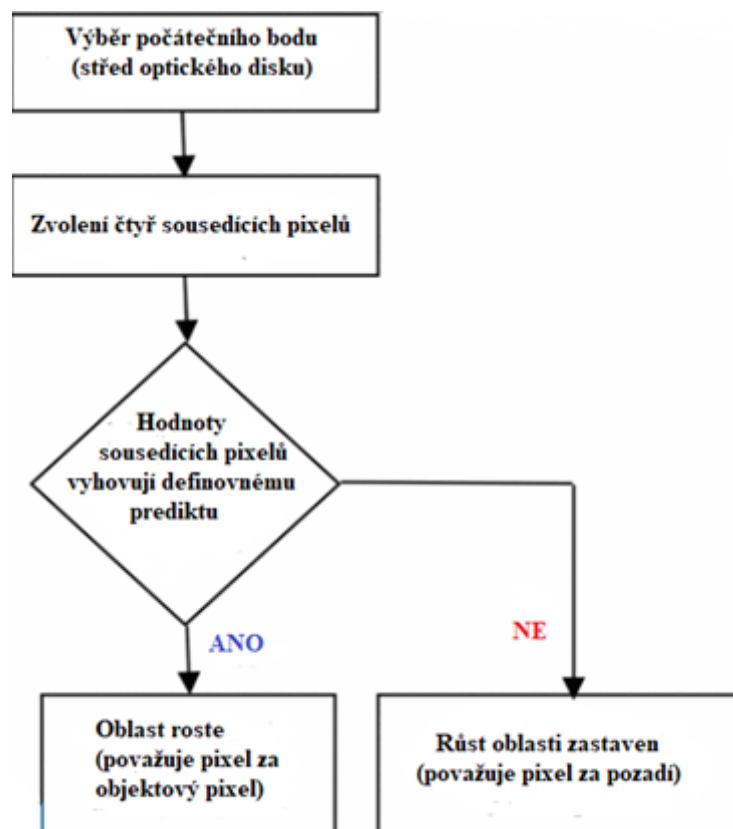 Výběr počátečního bodu
(střed optického disku)
Zvolení čtyř sousedících pixelů
Hodnoty
sousedících pixelů
vyhovují definovnému
prediktu
ANO
NE
Oblast roste
(považuje pixel za
objektový pixel)
Růst oblasti zastaven
(považuje pixel za pozadí)